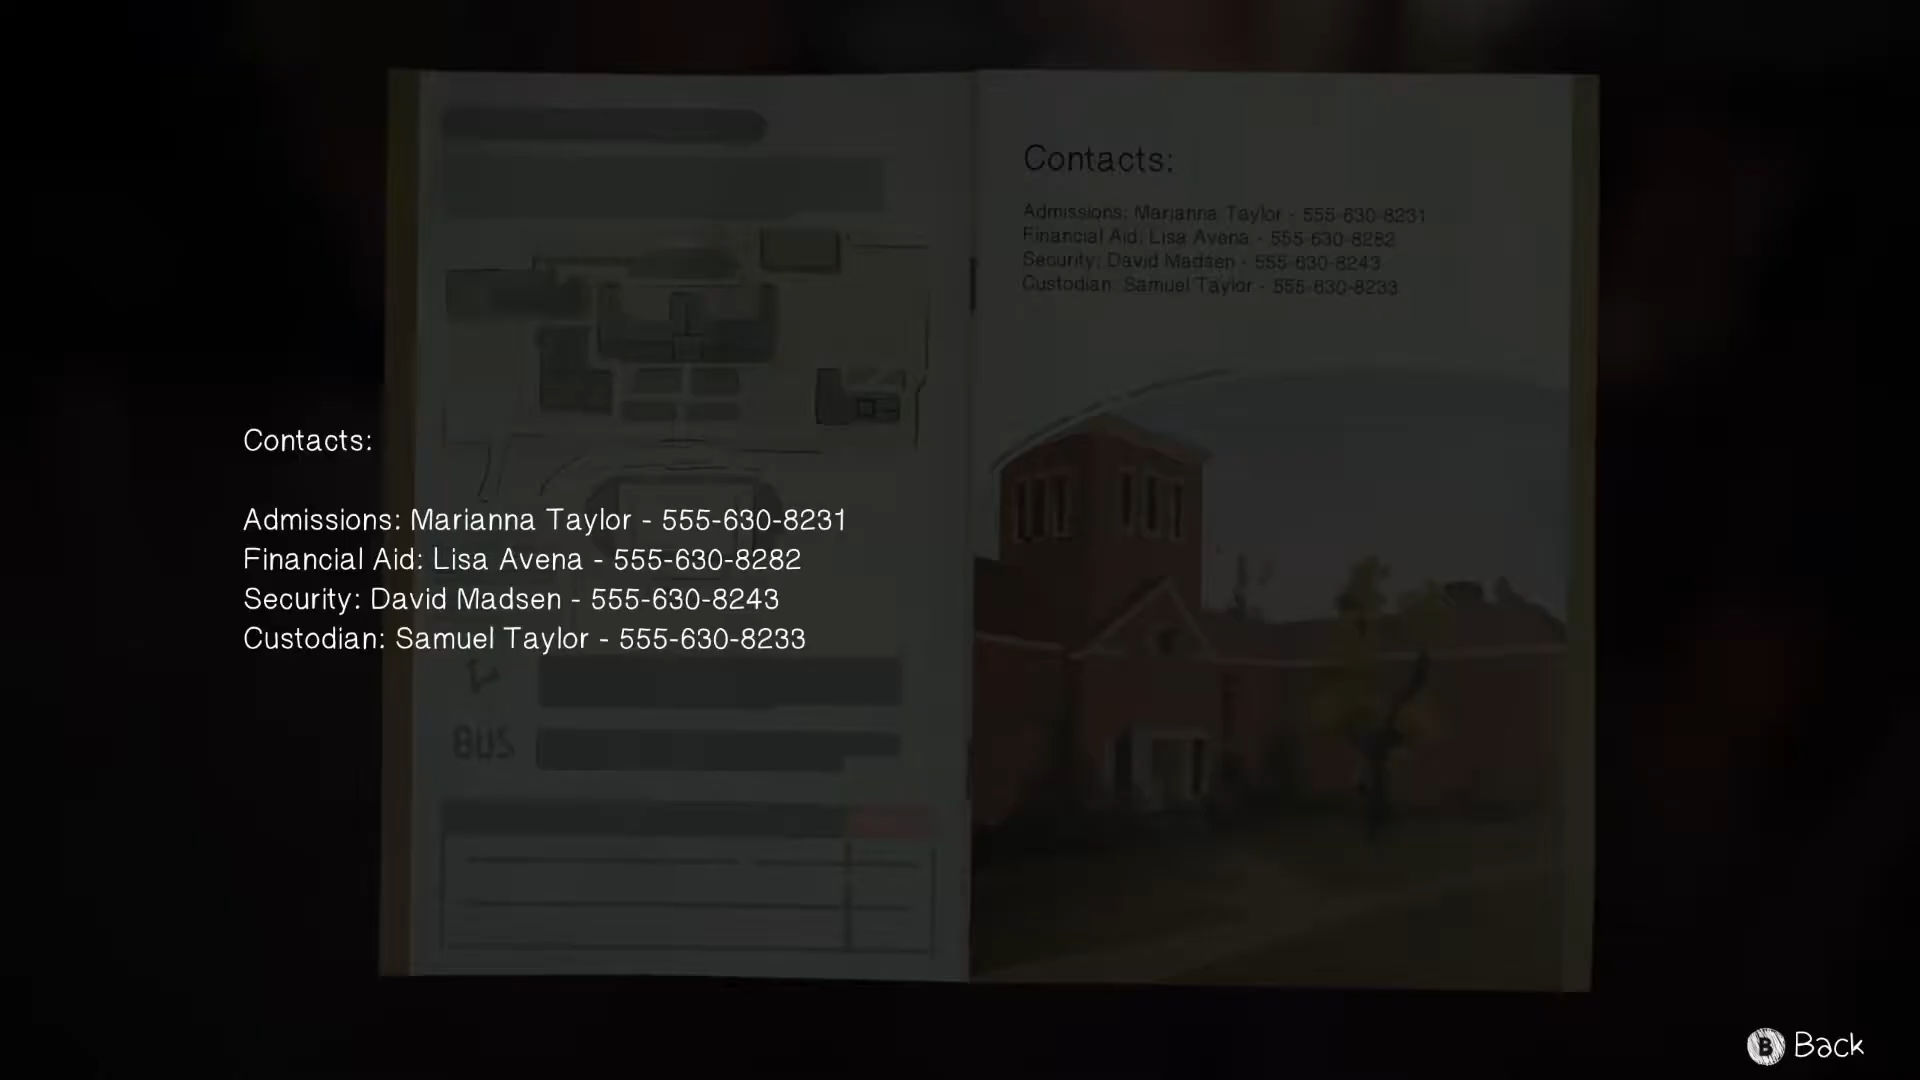 Contacts:
Admissions: Marianna Taylor - 555-630-8231
Financial Aid: Lisa Avena - 555-630-8282
Security: David Madsen - 555-630-8243
Custodian: Samuel Taylor - 555-630-8233
Contacts:
Admissions: Marianna Taylor - 555-630-8231
Financial Aid: Lisa Avena - 555-630-8282
Security: David Madsen - 555-630-8243
Custodian: Samuel Taylor - 555-630-8233
BUS
B Back